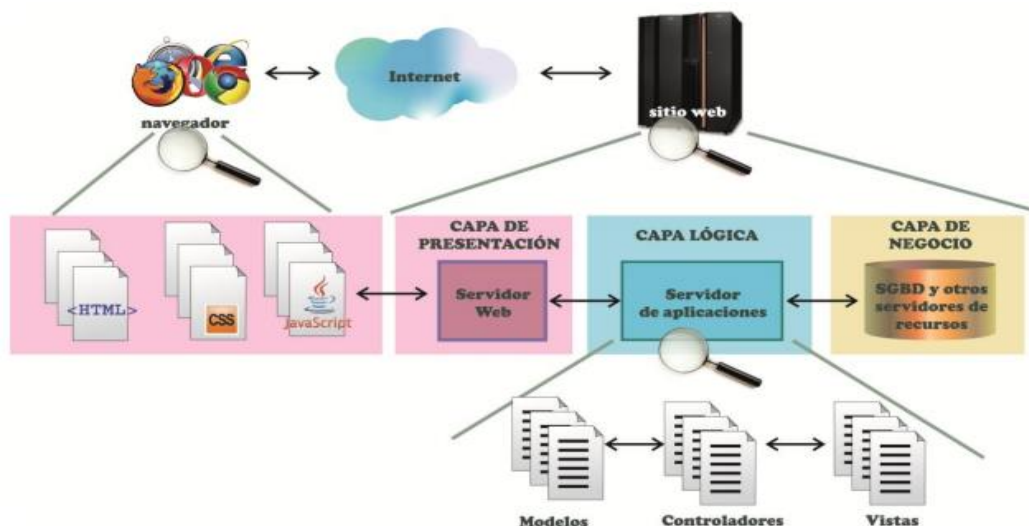 Internet
navegador
sitio web
CAPA DE
PRESENTACIÓN
CAPA LÓGICA
CAPA DE
NEGOCIO
<HTML>
CSS
JavaScript
Servidor
Web
Servidor
de aplicaciones
SGBD y otros
servidores de
recursos
Modelos
Controladores
Vistas